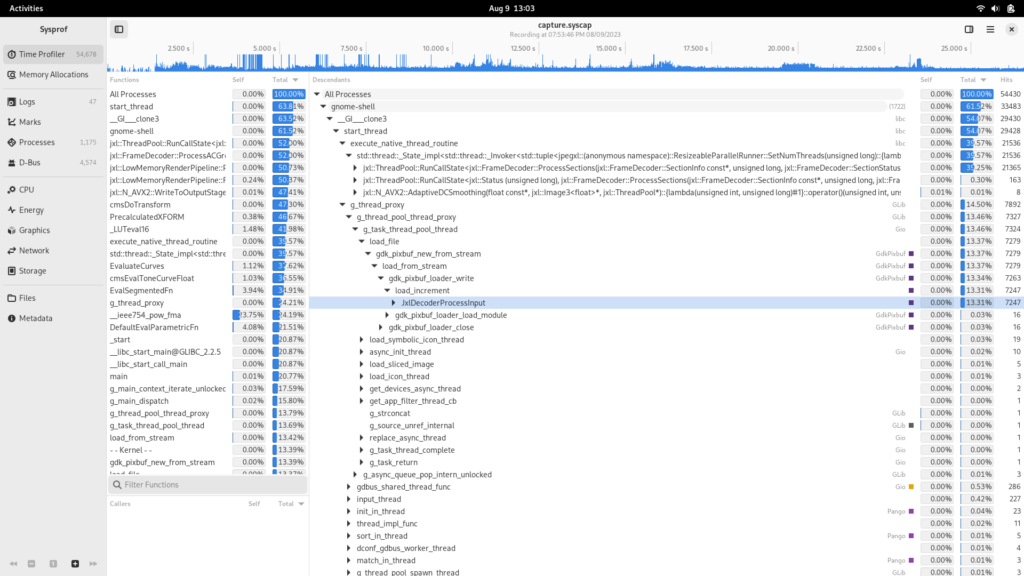 Activities
Aug 9 13:03
Sysprof
capture.syscap
Recording at 07:53:46 PM 08/09/2023
Time Profiler 54,678
Memory Allocations
Logs 47
Marks
Processes 1,175
D-Bus 4,574
CPU
Energy
Graphics
Network
Storage
Files
Metadata
2.500 s 5.000 s 7.500 s 10.000 s 12.500 s 15.000 s 17.500 s 20.000 s 22.500 s 25.000 s
Functions Self Total
All Processes 0.00% 100.00%
start_thread 0.00% 63.81%
__GI___clone3 0.00% 63.52%
gnome-shell 0.00% 61.52%
jxl::ThreadPool::RunCallState<jxl:: 0.00%
jxl::FrameDecoder::ProcessACGr 0.00%
jxl::LowMemoryRenderPipeline::R 0.00%
jxl::LowMemoryRenderPipeline::F 0.24%
jxl::N_AVX2::WriteToOutputStage 0.01% 47.41%
cmsDoTransform 0.00% 47.30%
PrecalculatedXFORM 0.38% 46.67%
_LUTeval16 1.48% 41.98%
execute_native_thread_routine 0.00% 39.57%
std::thread::_State_impl<std::thre 0.00% 39.57%
EvaluateCurves 1.12% 37.62%
cmsEvalToneCurveFloat 1.03% 36.55%
EvalSegmentedFn 3.94% 34.91%
g_thread_proxy 0.00% 24.21%
__ieee754_pow_fma 23.75% 24.19%
DefaultEvalParametricFn 4.08% 21.51%
_start 0.00% 20.87%
__libc_start_main@GLIBC_2.2.5 0.00% 20.87%
__libc_start_call_main 0.00% 20.87%
main 0.01% 20.77%
g_main_context_iterate_unlocked 0.03% 17.59%
g_main_dispatch 0.02% 15.80%
g_thread_pool_thread_proxy 0.00% 13.79%
g_task_thread_pool_thread 0.00% 13.69%
load_from_stream 0.00% 13.42%
- - Kernel - - 0.00% 13.39%
gdk_pixbuf_new_from_stream 0.00% 13.39%
load_file 0.00% 13.37%
Filter Functions
Callers Self Total
Descendants Self Total Hits
All Processes 0.00% 100.00% 54430
gnome-shell (1722) 0.00% 61.52% 33483
__GI___clone3 libc 0.00% 54.07% 29430
start_thread libc 0.00% 54.07% 29428
execute_native_thread_routine libc 0.00% 39.57% 21536
std::thread::_State_impl<std::thread::_Invoker<std::tuple<jpegxl::(anonymous namespace)::ResizeableParallelRunner::SetNumThreads(unsigned long)::{lamb 0.00% 39.57% 21536
jxl::ThreadPool::RunCallState<jxl::FrameDecoder::ProcessSections(jxl::FrameDecoder::SectionInfo const*, unsigned long, jxl::FrameDecoder::SectionStatus 0.00% 39.25% 21365
jxl::ThreadPool::RunCallState<jxl::Status (unsigned long), jxl::FrameDecoder::ProcessSections(jxl::FrameDecoder::SectionInfo const*, unsigned long, jxl::Fra 0.00% 0.30% 163
jxl::N_AVX2::AdaptiveDCSmoothing(float const*, jxl::Image3<float>*, jxl::ThreadPool*)::{lambda(unsigned int, unsigned long)#1}::operator()(unsigned int, uns 0.01% 0.01% 8
g_thread_proxy GLib 0.00% 14.50% 7892
g_thread_pool_thread_proxy GLib 0.00% 13.46% 7327
g_task_thread_pool_thread Gio 0.00% 13.46% 7324
load_file 0.00% 13.37% 7279
gdk_pixbuf_new_from_stream GdkPixbuf 0.00% 13.37% 7279
load_from_stream GdkPixbuf 0.00% 13.37% 7279
gdk_pixbuf_loader_write GdkPixbuf 0.00% 13.34% 7263
load_increment 0.00% 13.31% 7247
JxlDecoderProcessInput 0.00% 13.31% 7247
gdk_pixbuf_loader_load_module GdkPixbuf 0.00% 0.03% 16
gdk_pixbuf_loader_close GdkPixbuf 0.00% 0.03% 16
load_symbolic_icon_thread 0.00% 0.03% 19
async_init_thread Gio 0.00% 0.02% 10
load_sliced_image 0.00% 0.01% 5
load_icon_thread 0.00% 0.01% 3
get_devices_async_thread 0.00% 0.00% 2
get_app_filter_thread_cb 0.00% 0.00% 1
g_strconcat GLib 0.00% 0.00% 1
g_source_unref_internal GLib 0.00% 0.00% 1
replace_async_thread Gio 0.00% 0.00% 1
g_task_thread_complete Gio 0.00% 0.00% 1
g_task_return Gio 0.00% 0.00% 1
g_async_queue_pop_intern_unlocked GLib 0.00% 0.01% 3
gdbus_shared_thread_func Gio 0.00% 0.53% 286
input_thread 0.00% 0.42% 227
init_in_thread Pango 0.00% 0.04% 23
thread_impl_func 0.00% 0.02% 11
sort_in_thread Pango 0.00% 0.01% 5
dconf_gdbus_worker_thread 0.00% 0.01% 4
match_in_thread Pango 0.00% 0.01% 3
g_thread_pool_spawn_thread GLib 0.00% 0.01% 5